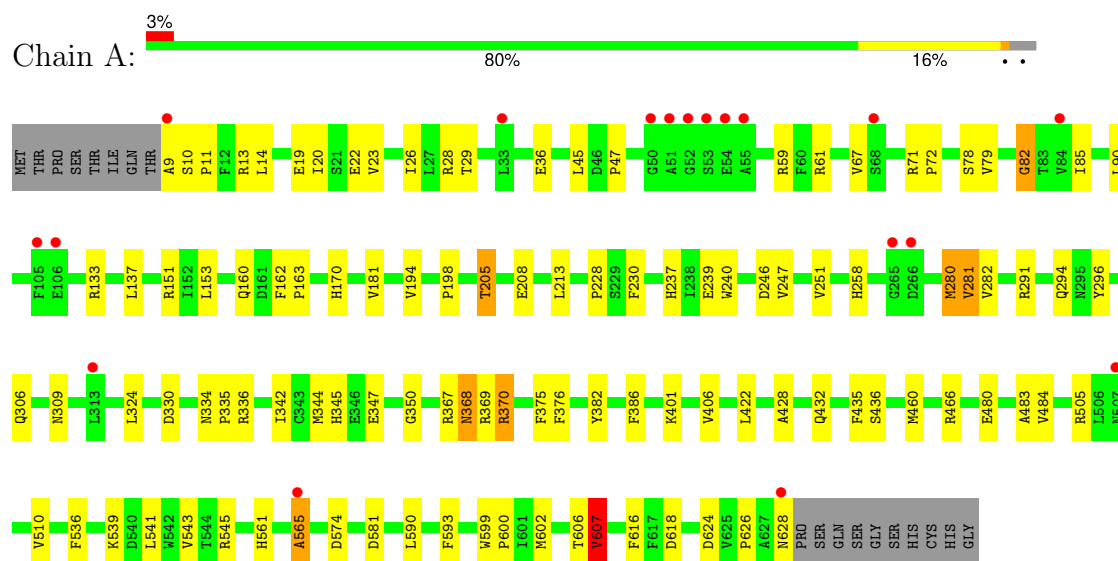 3%
Chain A:
80% 16% • •
MET THR PRO SER THR ILE GLN THR A9 S10 P11 F12 R13 L14 E19 I20 S21 E22 V23 I26 L27 R28 T29 L33 E36 L45 D46 P47 G50 A51 G52 S53 E54 A55 R59 F60 R61 V67 S68 R71 P72 S78 V79 G82 T83 V84 I85
F105 E106 R133 L137 R151 I152 L153 Q160 D161 F162 P163 H170 V181 V194 P198 T205 E208 L213 P228 S229 F230 H237 I238 E239 W240 D246 V247 V251 H258 G265 D266 M280 V281 V282 R291 Q294 N295 Y296
Q306 N309 L313 L324 D330 N334 P335 R336 I342 C343 M344 H345 E346 E347 G350 R367 N368 R369 R370 F375 F376 Y382 F386 K401 V406 L422 A428 Q432 F435 S436 M460 R466 E480 A483 V484 R505 L506 N507
V510 F536 K539 D540 L541 W542 V543 T544 R545 H561 A565 D574 D581 L590 F593 W599 P600 I601 M602 T606 V607 F616 F617 D618 D624 V625 P626 A627 N628 PRO SER GLN SER GLY SER HIS CYS HIS GLY